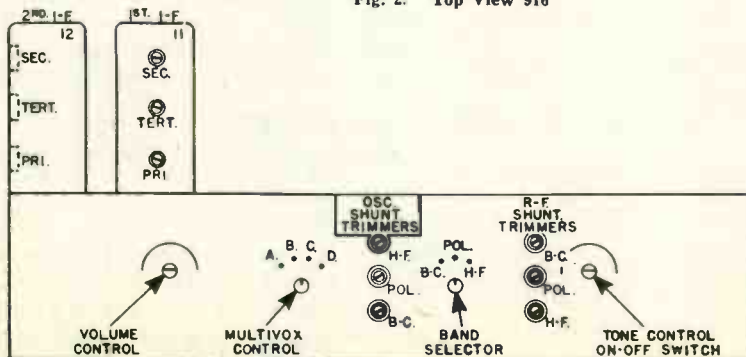 Fig. 2. Top View 916
2ND. I-F
12
1ST. I-F
11
SEC.
SEC.
TERT.
TERT.
PRI.
PRI.
OSC.
SHUNT
TRIMMERS
R-F.
SHUNT
TRIMMERS
A. B. C. D.
H-F.
POL.
B-C.
POL.
B-C. H-F
B-C.
POL.
H-F.
VOLUME
CONTROL
MULTIVOX
CONTROL
BAND
SELECTOR
TONE CONTROL
ON-OFF SWITCH